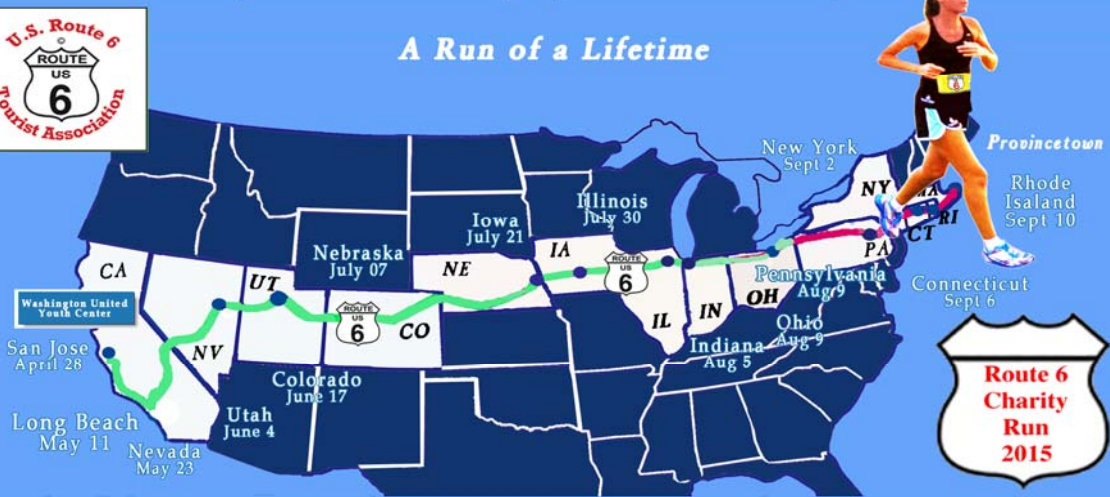 U.S. Route 6
©
ROUTE
US
6
Tourist Association
A Run of a Lifetime
Provincetown
New York
Sept 2
Rhode
Isaland
Sept 10
Illinois
July 30
Iowa
July 21
Nebraska
July 07
NY
MA
RI
CT
PA
CA
UT
NE
IA
ROUTE
US
6
Pennsylvania
Aug 9
Connecticut
Sept 6
Washington United
Youth Center
ROUTE
US
6
CO
NV
IL
IN
OH
San Jose
April 28
Ohio
Aug 9
Indiana
Aug 5
Colorado
June 17
Utah
June 4
Long Beach
May 11
Nevada
May 23
Route 6
Charity
Run
2015